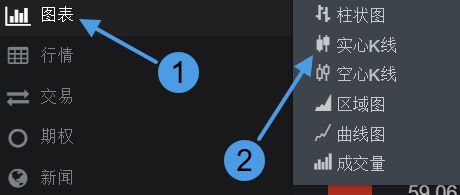 图表
行情
交易
期权
新闻
1
柱状图
实心K线
空心K线
区域图
曲线图
成交量
2
59.06